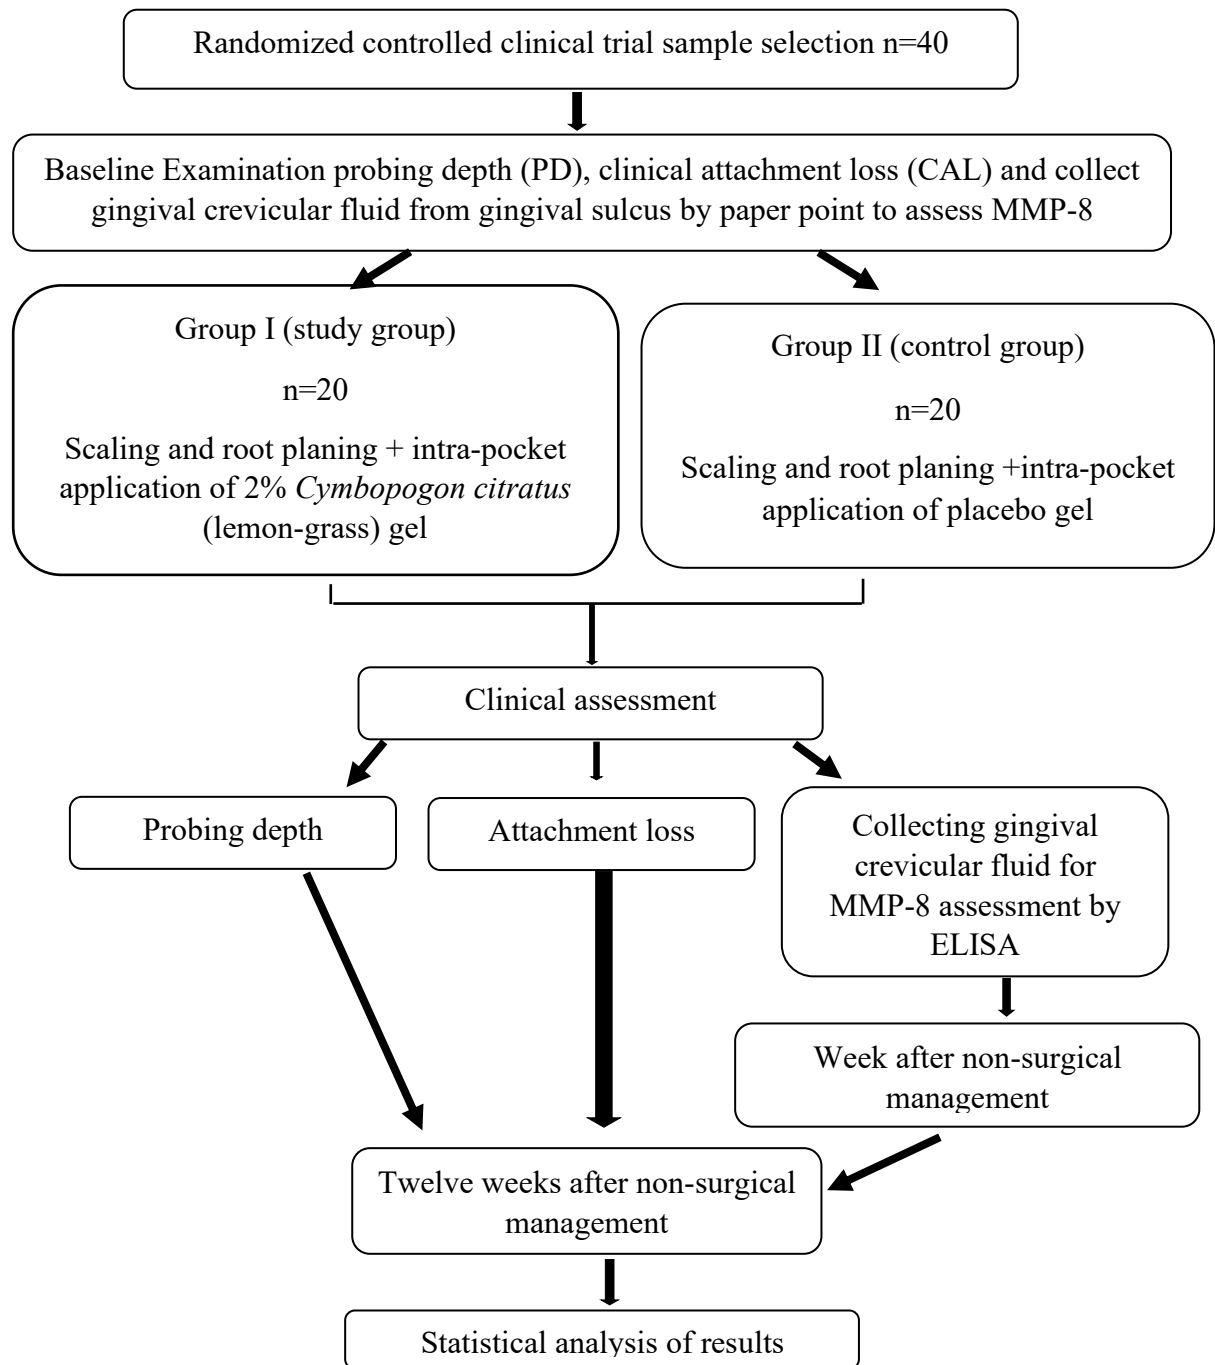 Randomized controlled clinical trial sample selection n=40
Baseline Examination probing depth (PD), clinical attachment loss (CAL) and collect
gingival crevicular fluid from gingival sulcus by paper point to assess MMP-8
Group I (study group)
n=20
Scaling and root planing + intra-pocket
application of 2% Cymbopogon citratus
(lemon-grass) gel
Group II (control group)
n=20
Scaling and root planing +intra-pocket
application of placebo gel
Clinical assessment
Probing depth
Attachment loss
Collecting gingival
crevicular fluid for
MMP-8 assessment by
ELISA
Week after non-surgical
management
Twelve weeks after non-surgical
management
Statistical analysis of results